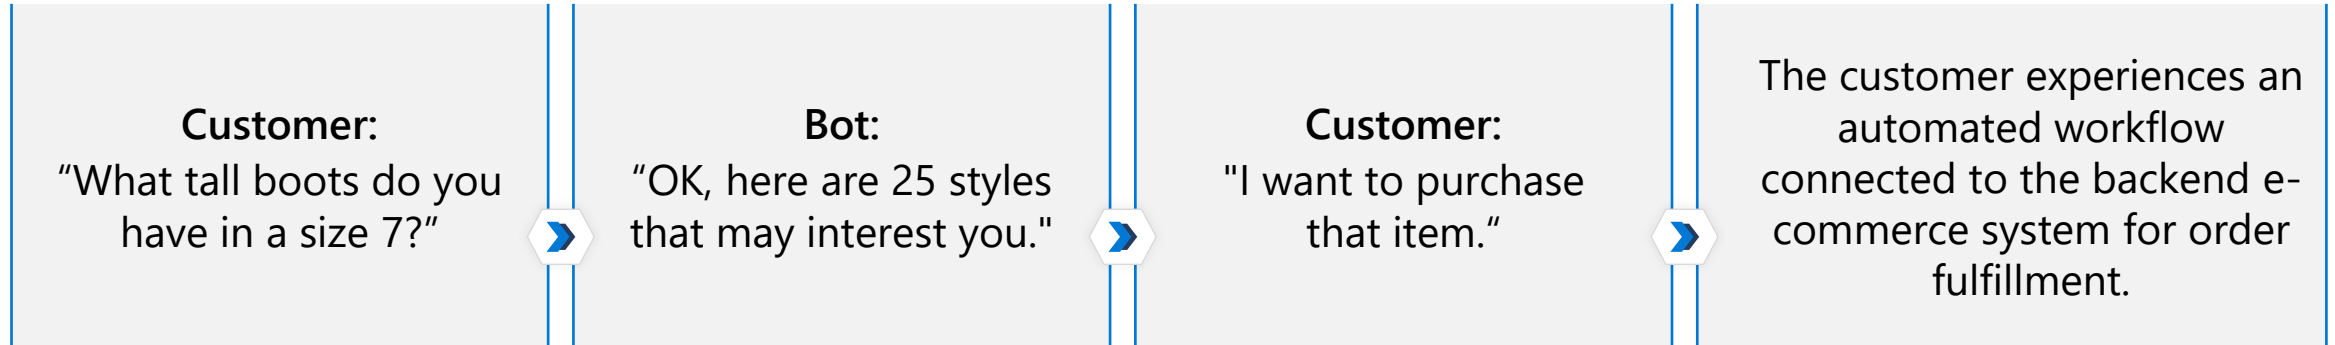 Customer:
“What tall boots do you
have in a size 7?”
Bot:
“OK, here are 25 styles
that may interest you."
Customer:
"I want to purchase
that item.“
The customer experiences an
automated workflow
connected to the backend e-
commerce system for order
fulfillment.